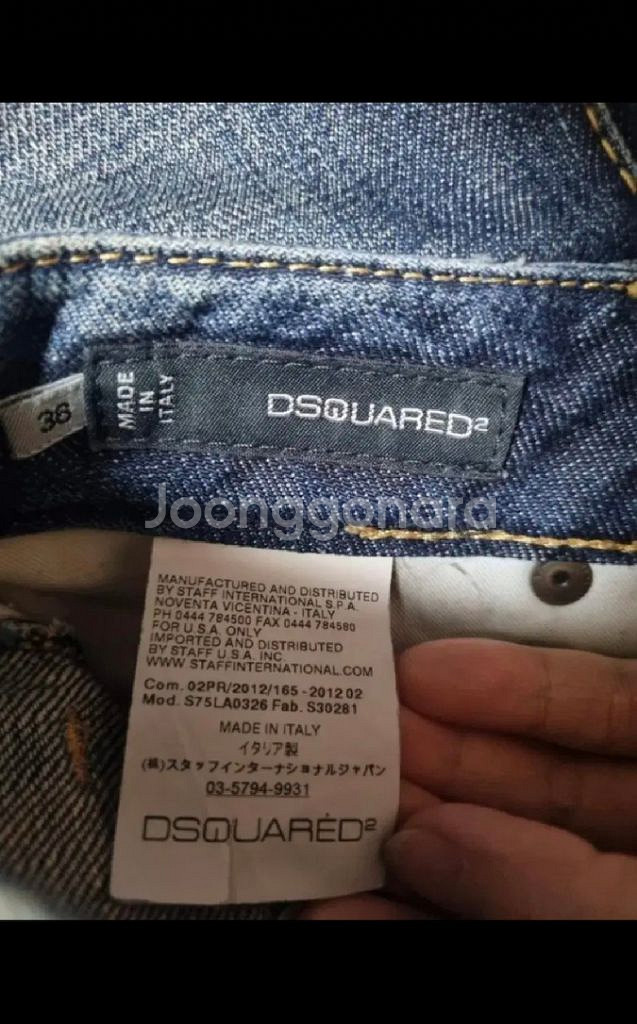 MADE
IN
ITALY
DSQUARED²
36
Joonggonara
MANUFACTURED AND DISTRIBUTED
BY STAFF INTERNATIONAL S.P.A.
NOVENTA VICENTINA - ITALY
PH 0444 784500 FAX 0444 784580
FOR U.S.A. ONLY
IMPORTED AND DISTRIBUTED
BY STAFF U.S.A. INC.
WWW.STAFFINTERNATIONAL.COM
Com. 02PR/2012/165 - 2012 02
Mod. S75LA0326 Fab. S30281
MADE IN ITALY
イタリア製
(株)スタッフインターナショナルジャパン
03-5794-9931
DSQUARED²